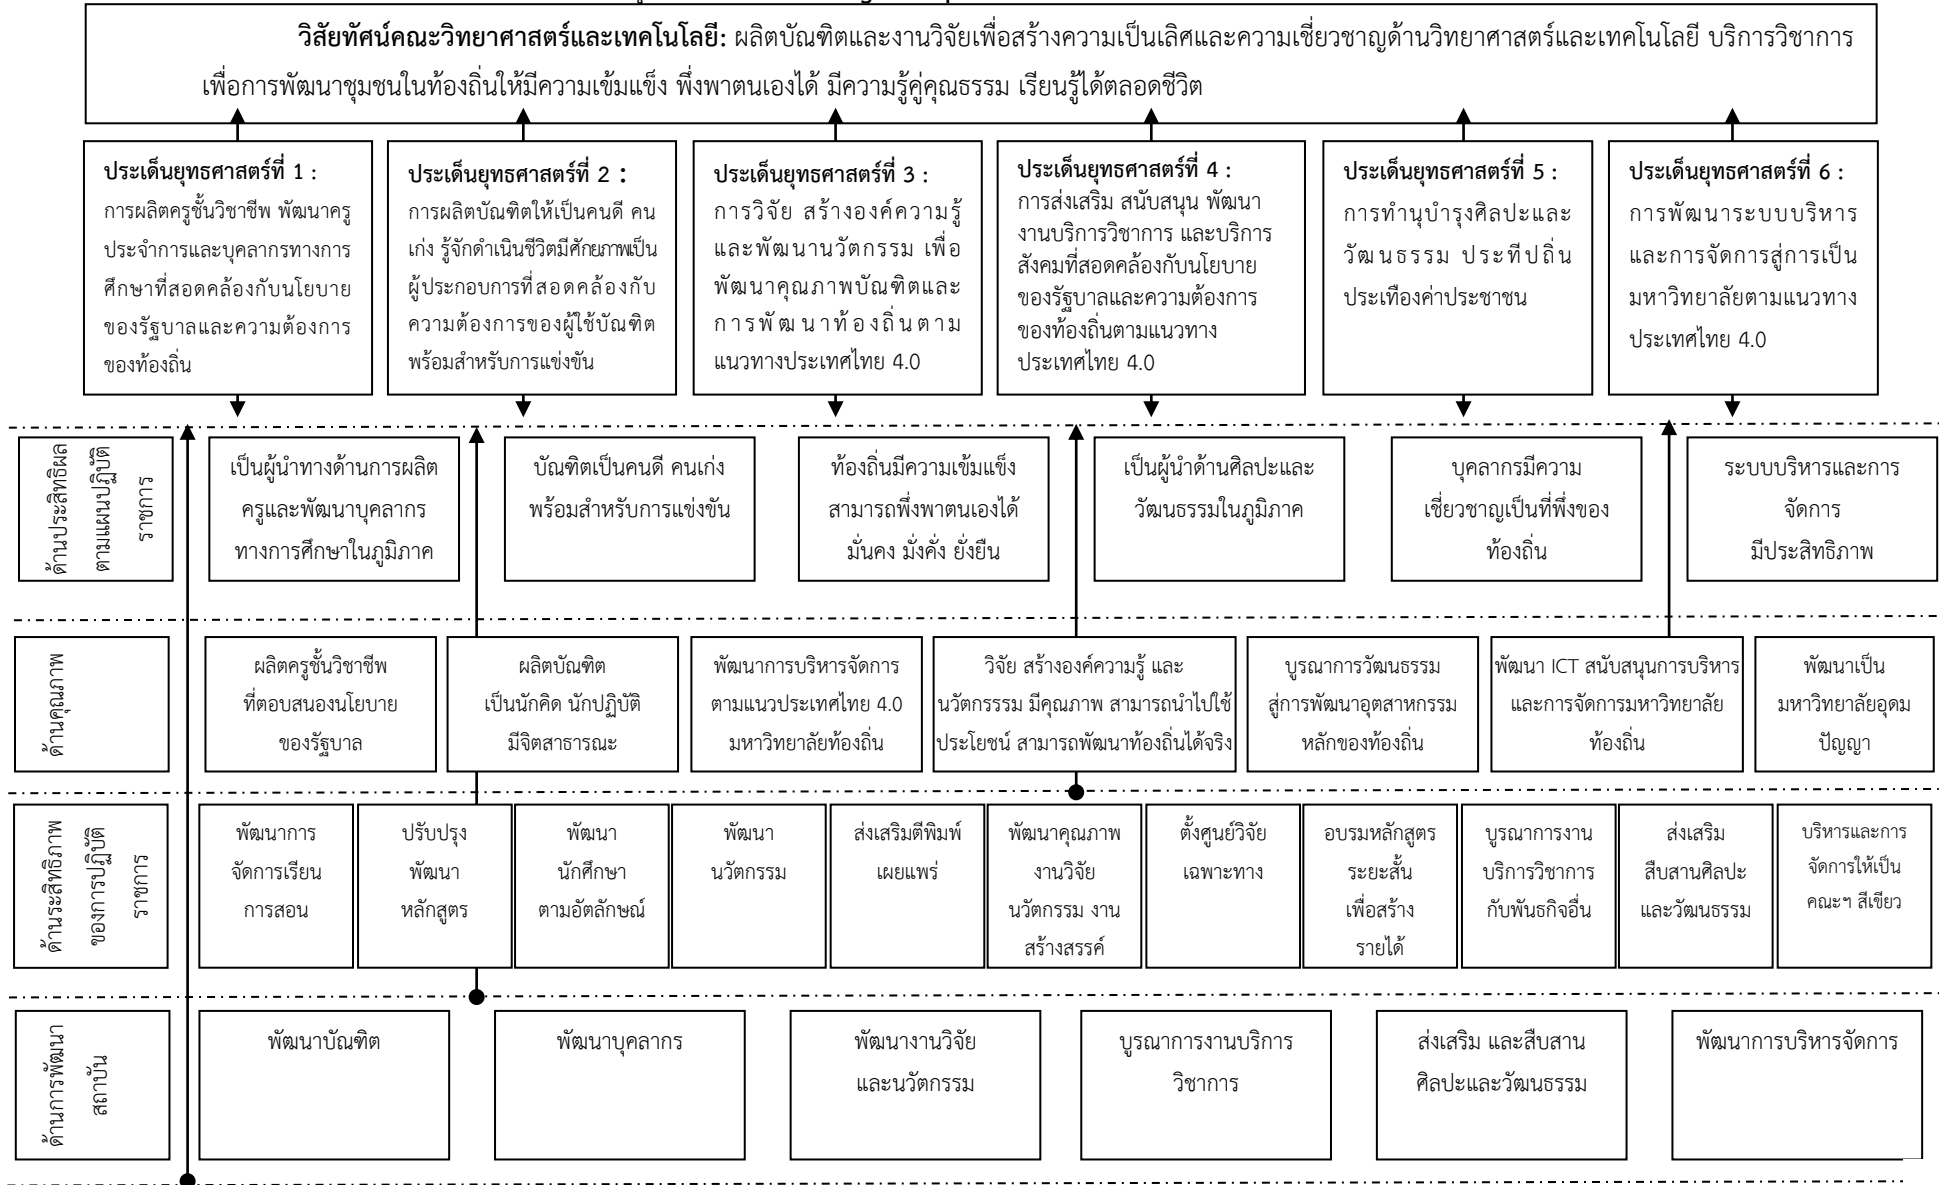 วิสัยทัศน์คณะวิทยาศาสตร์และเทคโนโลยี: ผลิตบัณฑิตและงานวิจัยเพื่อสร้างความเป็นเลิศและความเชี่ยวชาญด้านวิทยาศาสตร์และเทคโนโลยี บริการวิชาการ
เพื่อการพัฒนาชุมชนในท้องถิ่นให้มีความเข้มแข็ง พึ่งพาตนเองได้ มีความรู้คู่คุณธรรม เรียนรู้ได้ตลอดชีวิต
ประเด็นยุทธศาสตร์ที่ 1 :
การผลิตครูชั้นวิชาชีพ พัฒนาครู
ประจำการและบุคลากรทางการ
ศึกษาที่สอดคล้องกับนโยบาย
ของรัฐบาลและความต้องการ
ของท้องถิ่น
ประเด็นยุทธศาสตร์ที่ 2 :
การผลิตบัณฑิตให้เป็นคนดี คน
เก่ง รู้จักดำเนินชีวิตมีศักยภาพเป็น
ผู้ประกอบการที่สอดคล้องกับ
ความต้องการของผู้ใช้บัณฑิต
พร้อมสำหรับการแข่งขัน
ประเด็นยุทธศาสตร์ที่ 3 :
การวิจัย สร้างองค์ความรู้
และพัฒนานวัตกรรม เพื่อ
พัฒนาคุณภาพบัณฑิตและ
การพัฒนาท้องถิ่นตาม
แนวทางประเทศไทย 4.0
ประเด็นยุทธศาสตร์ที่ 4 :
การส่งเสริม สนับสนุน พัฒนา
งานบริการวิชาการ และบริการ
สังคมที่สอดคล้องกับนโยบาย
ของรัฐบาลและความต้องการ
ของท้องถิ่นตามแนวทาง
ประเทศไทย 4.0
ประเด็นยุทธศาสตร์ที่ 5 :
การทำนุบำรุงศิลปะและ
วัฒนธรรม ประทีปถิ่น
ประเทืองค่าประชาชน
ประเด็นยุทธศาสตร์ที่ 6 :
การพัฒนาระบบบริหาร
และการจัดการสู่การเป็น
มหาวิทยาลัยตามแนวทาง
ประเทศไทย 4.0
ด้านประสิทธิผล
ตามแผนปฏิบัติ
ราชการ
เป็นผู้นำทางด้านการผลิต
ครูและพัฒนาบุคลากร
ทางการศึกษาในภูมิภาค
บัณฑิตเป็นคนดี คนเก่ง
พร้อมสำหรับการแข่งขัน
ท้องถิ่นมีความเข้มแข็ง
สามารถพึ่งพาตนเองได้
มั่นคง มั่งคั่ง ยั่งยืน
เป็นผู้นำด้านศิลปะและ
วัฒนธรรมในภูมิภาค
บุคลากรมีความ
เชี่ยวชาญเป็นที่พึ่งของ
ท้องถิ่น
ระบบบริหารและการ
จัดการ
มีประสิทธิภาพ
ด้านคุณภาพ
ผลิตครูชั้นวิชาชีพ
ที่ตอบสนองนโยบาย
ของรัฐบาล
ผลิตบัณฑิต
เป็นนักคิด นักปฏิบัติ
มีจิตสาธารณะ
พัฒนาการบริหารจัดการ
ตามแนวประเทศไทย 4.0
มหาวิทยาลัยท้องถิ่น
วิจัย สร้างองค์ความรู้ และ
นวัตกรรรม มีคุณภาพ สามารถนำไปใช้
ประโยชน์ สามารถพัฒนาท้องถิ่นได้จริง
บูรณาการวัฒนธรรม
สู่การพัฒนาอุตสาหกรรม
หลักของท้องถิ่น
พัฒนา ICT สนับสนุนการบริหาร
และการจัดการมหาวิทยาลัย
ท้องถิ่น
พัฒนาเป็น
มหาวิทยาลัยอุดม
ปัญญา
ด้านระสิทธิภาพ
ของการปฏิบัติ
ราชการ
พัฒนาการ
จัดการเรียน
การสอน
ปรับปรุง
พัฒนา
หลักสูตร
พัฒนา
นักศึกษา
ตามอัตลักษณ์
พัฒนา
นวัตกรรม
ส่งเสริมตีพิมพ์
เผยแพร่
พัฒนาคุณภาพ
งานวิจัย
นวัตกรรม งาน
สร้างสรรค์
ตั้งศูนย์วิจัย
เฉพาะทาง
อบรมหลักสูตร
ระยะสั้น
เพื่อสร้าง
รายได้
บูรณาการงาน
บริการวิชาการ
กับพันธกิจอื่น
ส่งเสริม
สืบสานศิลปะ
และวัฒนธรรม
บริหารและการ
จัดการให้เป็น
คณะฯ สีเขียว
ด้านการพัฒนา
สถาบัน
พัฒนาบัณฑิต
พัฒนาบุคลากร
พัฒนางานวิจัย
และนวัตกรรม
บูรณาการงานบริการ
วิชาการ
ส่งเสริม และสืบสาน
ศิลปะและวัฒนธรรม
พัฒนาการบริหารจัดการ